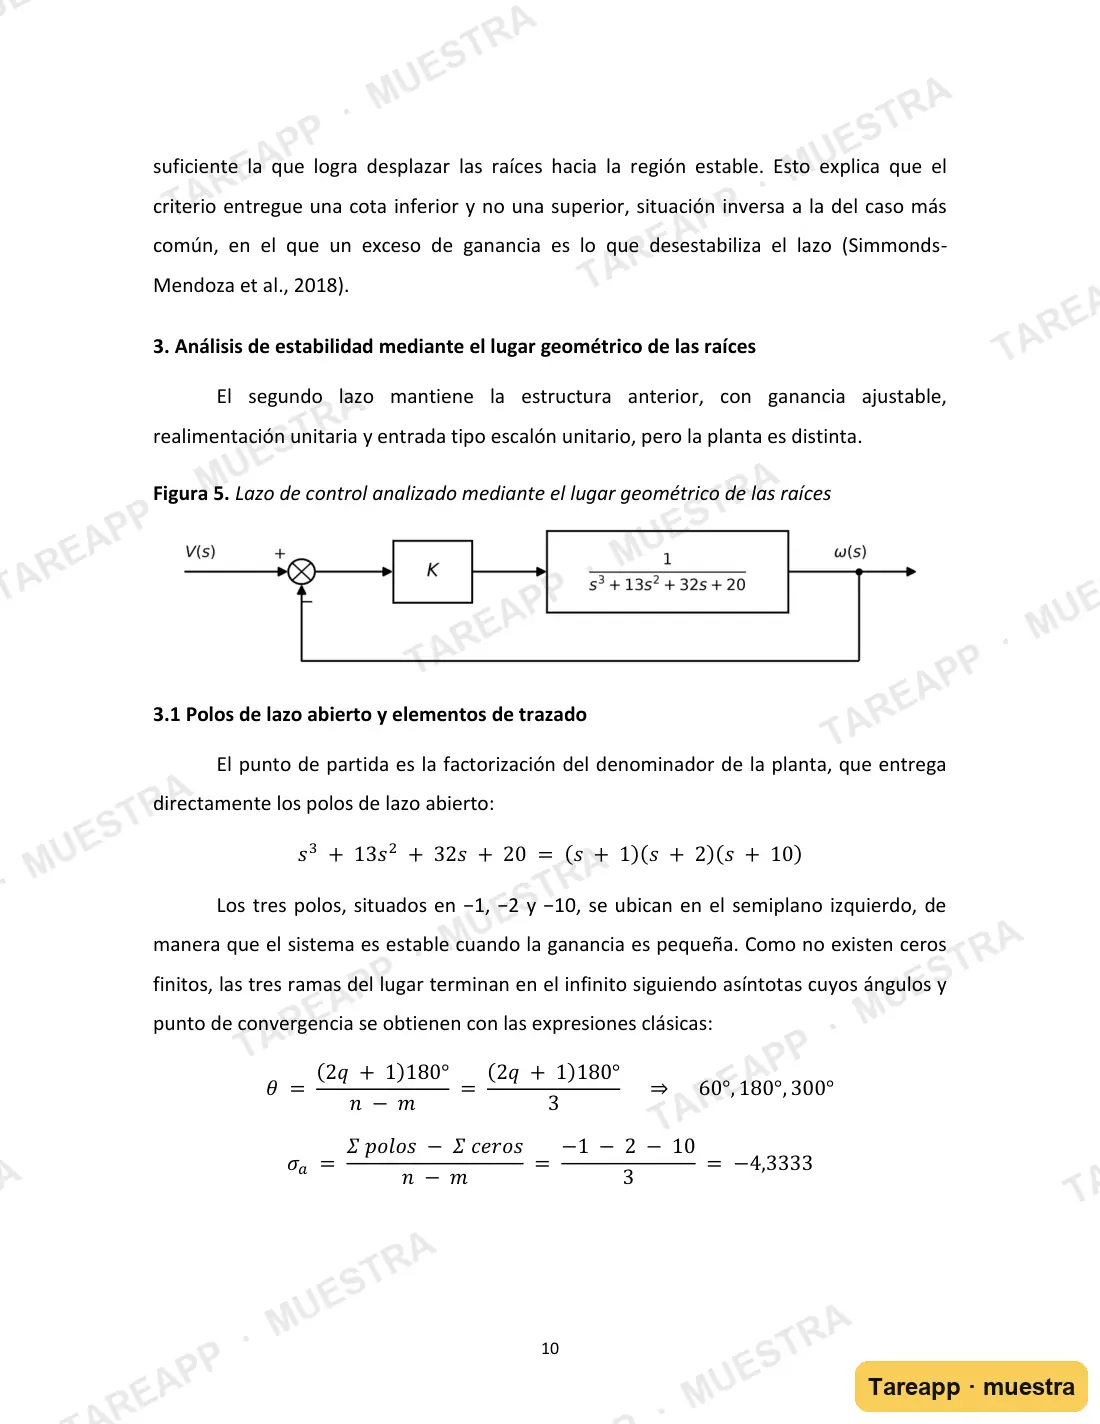 suficiente la que logra desplazar las raíces hacia la región estable. Esto explica que el
criterio entregue una cota inferior y no una superior, situación inversa a la del caso más
común, en el que un exceso de ganancia es lo que desestabiliza el lazo (Simmonds-
Mendoza et al., 2018).
3. Análisis de estabilidad mediante el lugar geométrico de las raíces
El segundo lazo mantiene la estructura anterior, con ganancia ajustable,
realimentación unitaria y entrada tipo escalón unitario, pero la planta es distinta.
Figura 5. Lazo de control analizado mediante el lugar geométrico de las raíces
V(s) + − K 1 / (s³ + 13s² + 32s + 20) ω(s)
3.1 Polos de lazo abierto y elementos de trazado
El punto de partida es la factorización del denominador de la planta, que entrega
directamente los polos de lazo abierto:
s³ + 13s² + 32s + 20 = (s + 1)(s + 2)(s + 10)
Los tres polos, situados en −1, −2 y −10, se ubican en el semiplano izquierdo, de
manera que el sistema es estable cuando la ganancia es pequeña. Como no existen ceros
finitos, las tres ramas del lugar terminan en el infinito siguiendo asíntotas cuyos ángulos y
punto de convergencia se obtienen con las expresiones clásicas:
θ = (2q + 1)180° / (n − m) = (2q + 1)180° / 3 ⇒ 60°, 180°, 300°
σₐ = (Σ polos − Σ ceros) / (n − m) = (−1 − 2 − 10) / 3 = −4,3333
10
Tareapp · muestra
TAREAPP · MUESTRA